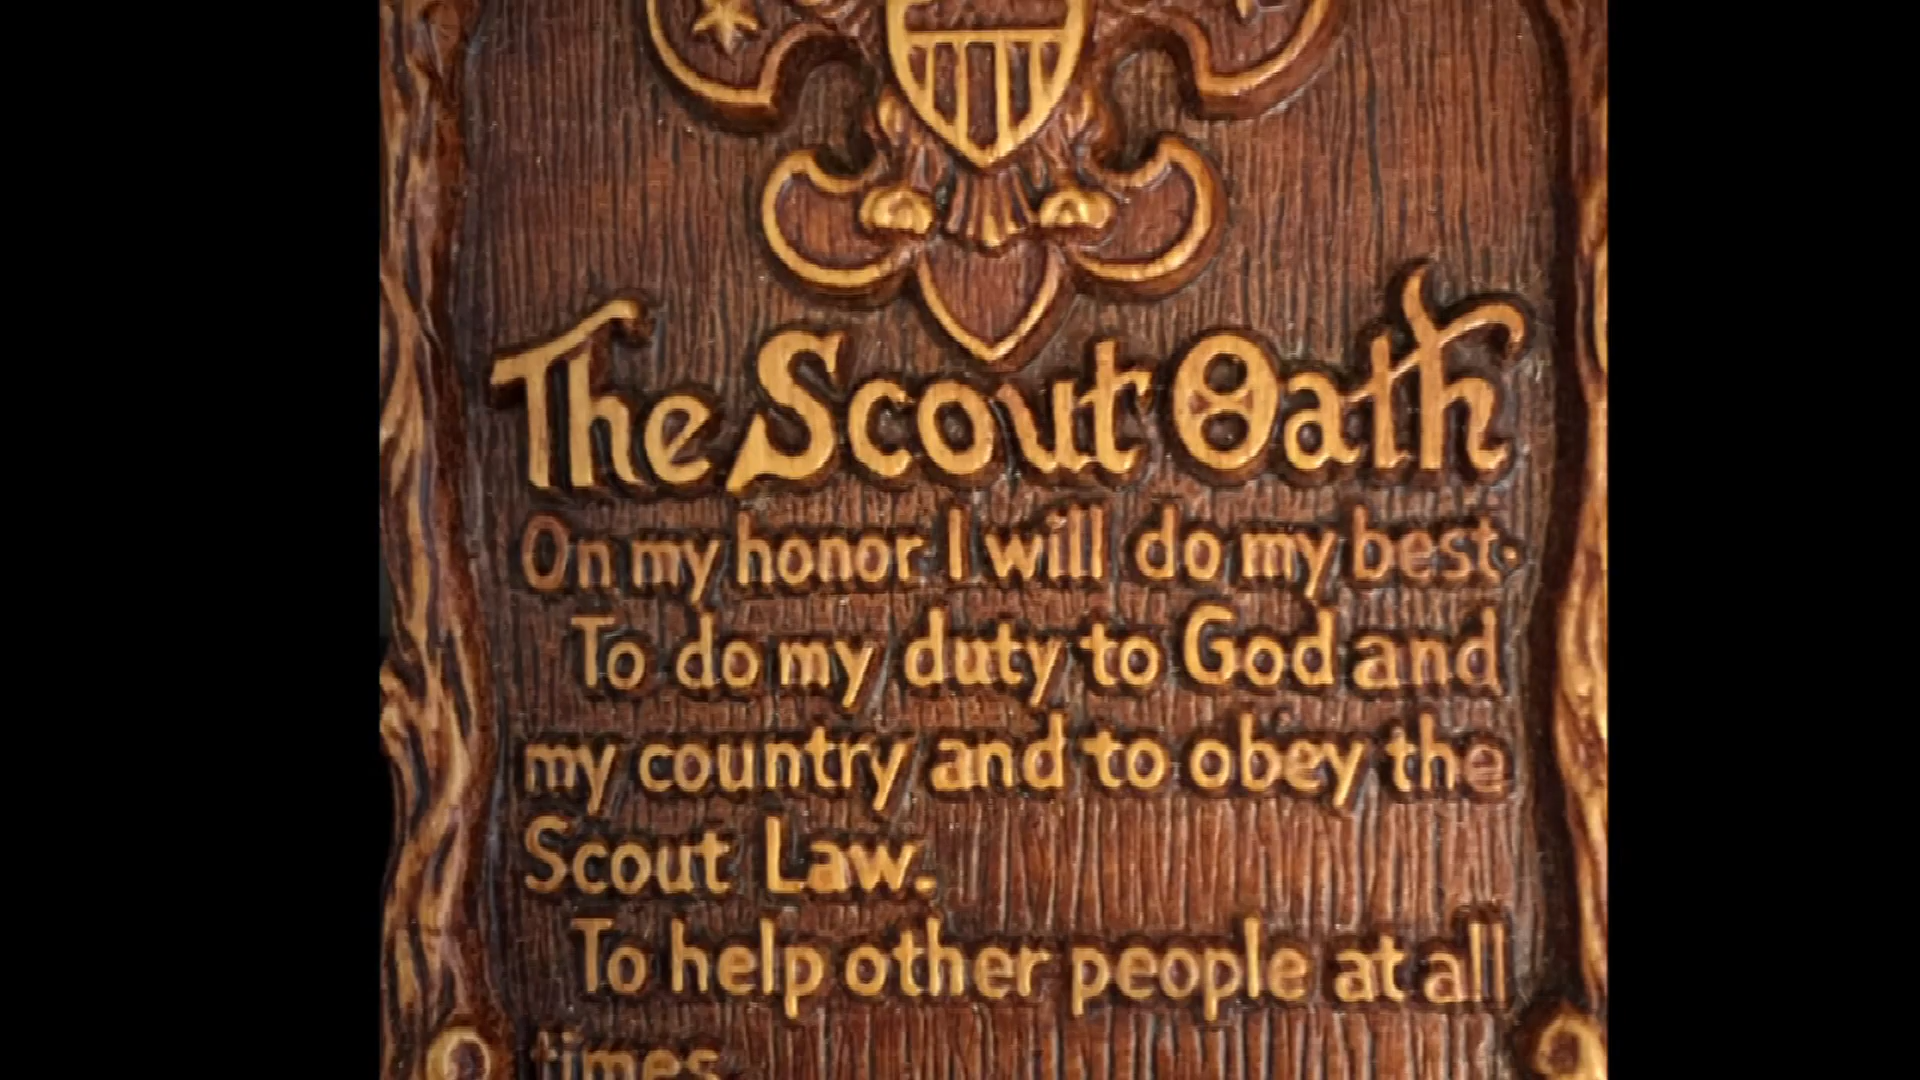 The Scout Oath
On my honor I will do my best.
To do my duty to God and
my country and to obey the
Scout Law.
To help other people at all
times